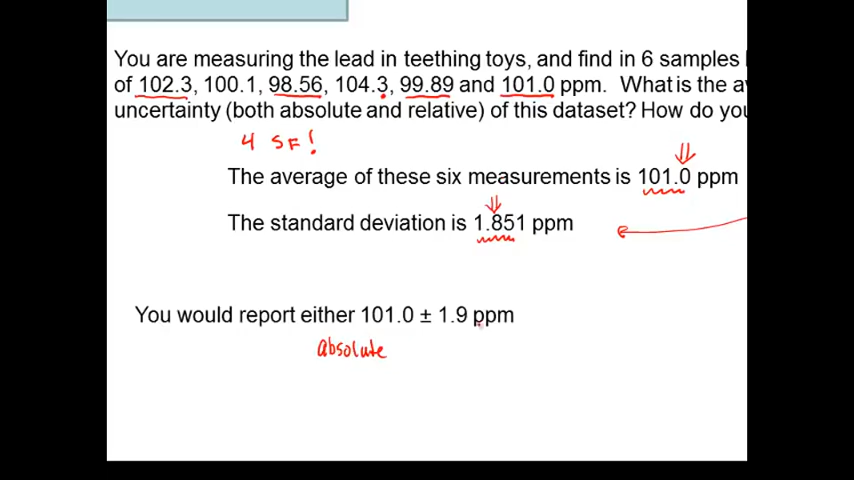 You are measuring the lead in teething toys, and find in 6 samples
of 102.3, 100.1, 98.56, 104.3, 99.89 and 101.0 ppm. What is the
uncertainty (both absolute and relative) of this dataset? How do
4 SF!
The average of these six measurements is 101.0 ppm
The standard deviation is 1.851 ppm
You would report either 101.0 ± 1.9 ppm
absolute